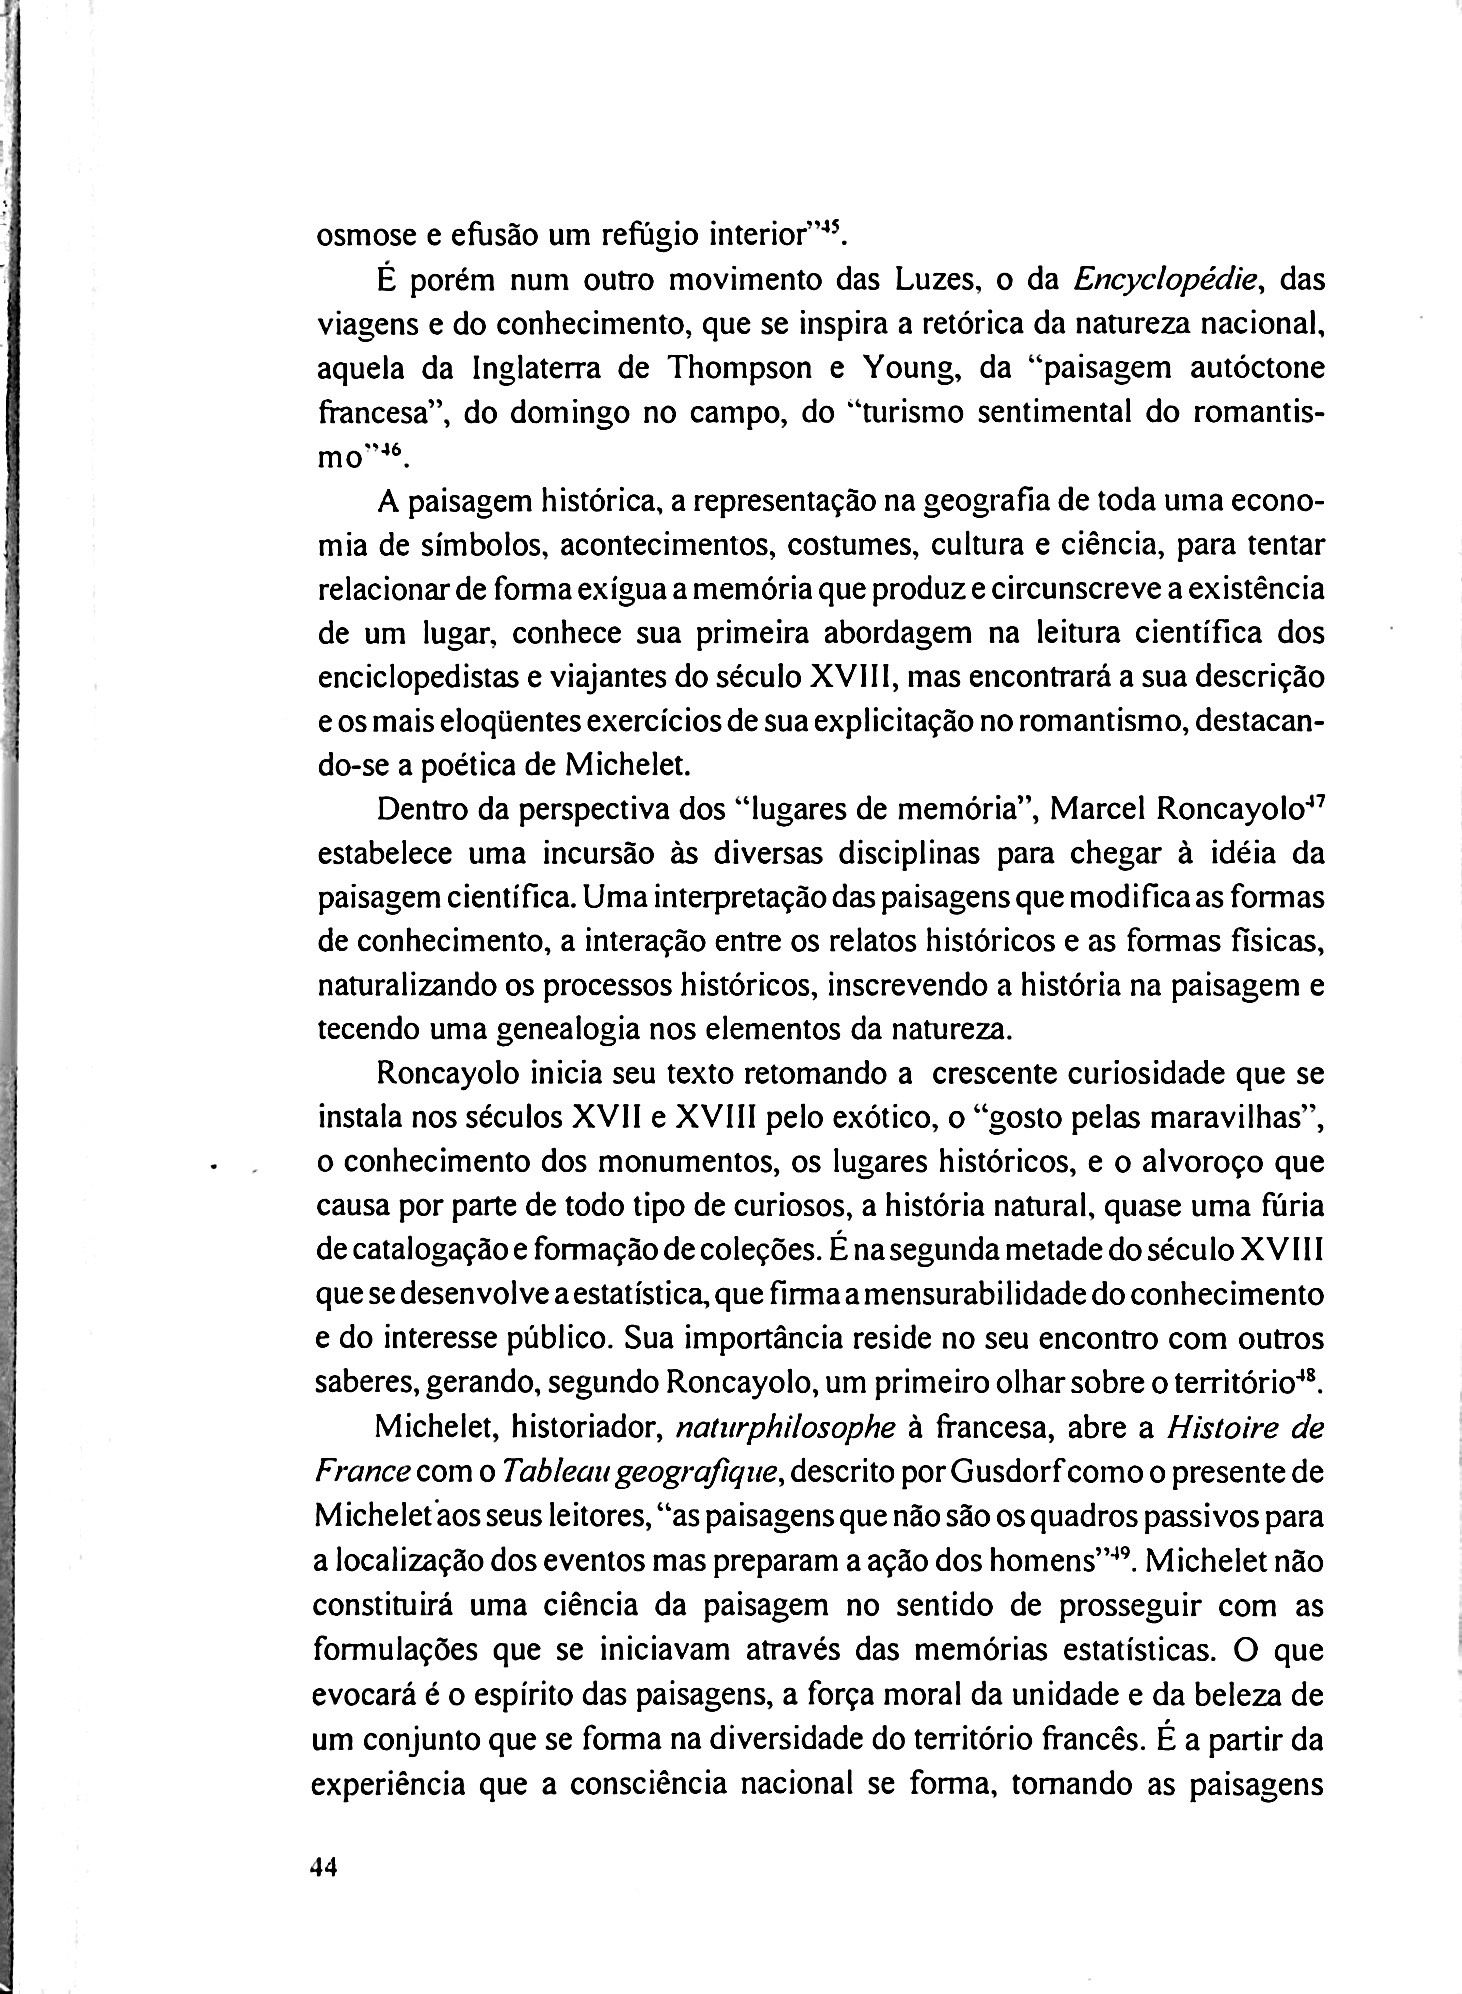 osmose e efusão um refúgio interior”⁴⁵.
É porém num outro movimento das Luzes, o da Encyclopédie, das
viagens e do conhecimento, que se inspira a retórica da natureza nacional,
aquela da Inglaterra de Thompson e Young, da “paisagem autóctone
francesa”, do domingo no campo, do “turismo sentimental do romantis-
mo”⁴⁶.
A paisagem histórica, a representação na geografia de toda uma econo-
mia de símbolos, acontecimentos, costumes, cultura e ciência, para tentar
relacionar de forma exígua a memória que produz e circunscreve a existência
de um lugar, conhece sua primeira abordagem na leitura científica dos
enciclopedistas e viajantes do século XVIII, mas encontrará a sua descrição
e os mais eloqüentes exercícios de sua explicitação no romantismo, destacan-
do-se a poética de Michelet.
Dentro da perspectiva dos “lugares de memória”, Marcel Roncayolo⁴⁷
estabelece uma incursão às diversas disciplinas para chegar à idéia da
paisagem científica. Uma interpretação das paisagens que modifica as formas
de conhecimento, a interação entre os relatos históricos e as formas físicas,
naturalizando os processos históricos, inscrevendo a história na paisagem e
tecendo uma genealogia nos elementos da natureza.
Roncayolo inicia seu texto retomando a crescente curiosidade que se
instala nos séculos XVII e XVIII pelo exótico, o “gosto pelas maravilhas”,
o conhecimento dos monumentos, os lugares históricos, e o alvoroço que
causa por parte de todo tipo de curiosos, a história natural, quase uma fúria
de catalogação e formação de coleções. É na segunda metade do século XVIII
que se desenvolve a estatística, que firma a mensurabilidade do conhecimento
e do interesse público. Sua importância reside no seu encontro com outros
saberes, gerando, segundo Roncayolo, um primeiro olhar sobre o território⁴⁸.
Michelet, historiador, naturphilosophe à francesa, abre a Histoire de
France com o Tableau geografique, descrito por Gusdorf como o presente de
Michelet aos seus leitores, “as paisagens que não são os quadros passivos para
a localização dos eventos mas preparam a ação dos homens”⁴⁹. Michelet não
constituirá uma ciência da paisagem no sentido de prosseguir com as
formulações que se iniciavam através das memórias estatísticas. O que
evocará é o espírito das paisagens, a força moral da unidade e da beleza de
um conjunto que se forma na diversidade do território francês. É a partir da
experiência que a consciência nacional se forma, tornando as paisagens
44